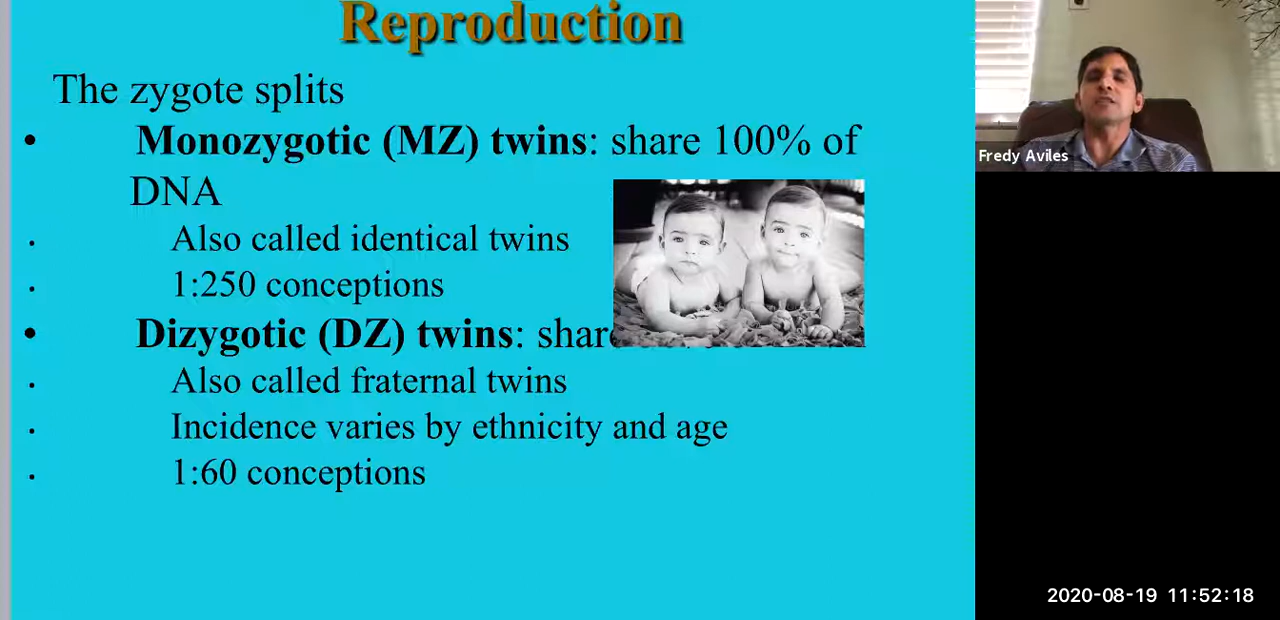 Reproduction
The zygote splits
• Monozygotic (MZ) twins: share 100% of
DNA
• Also called identical twins
• 1:250 conceptions
• Dizygotic (DZ) twins: share
• Also called fraternal twins
• Incidence varies by ethnicity and age
• 1:60 conceptions
Fredy Aviles
2020-08-19 11:52:18